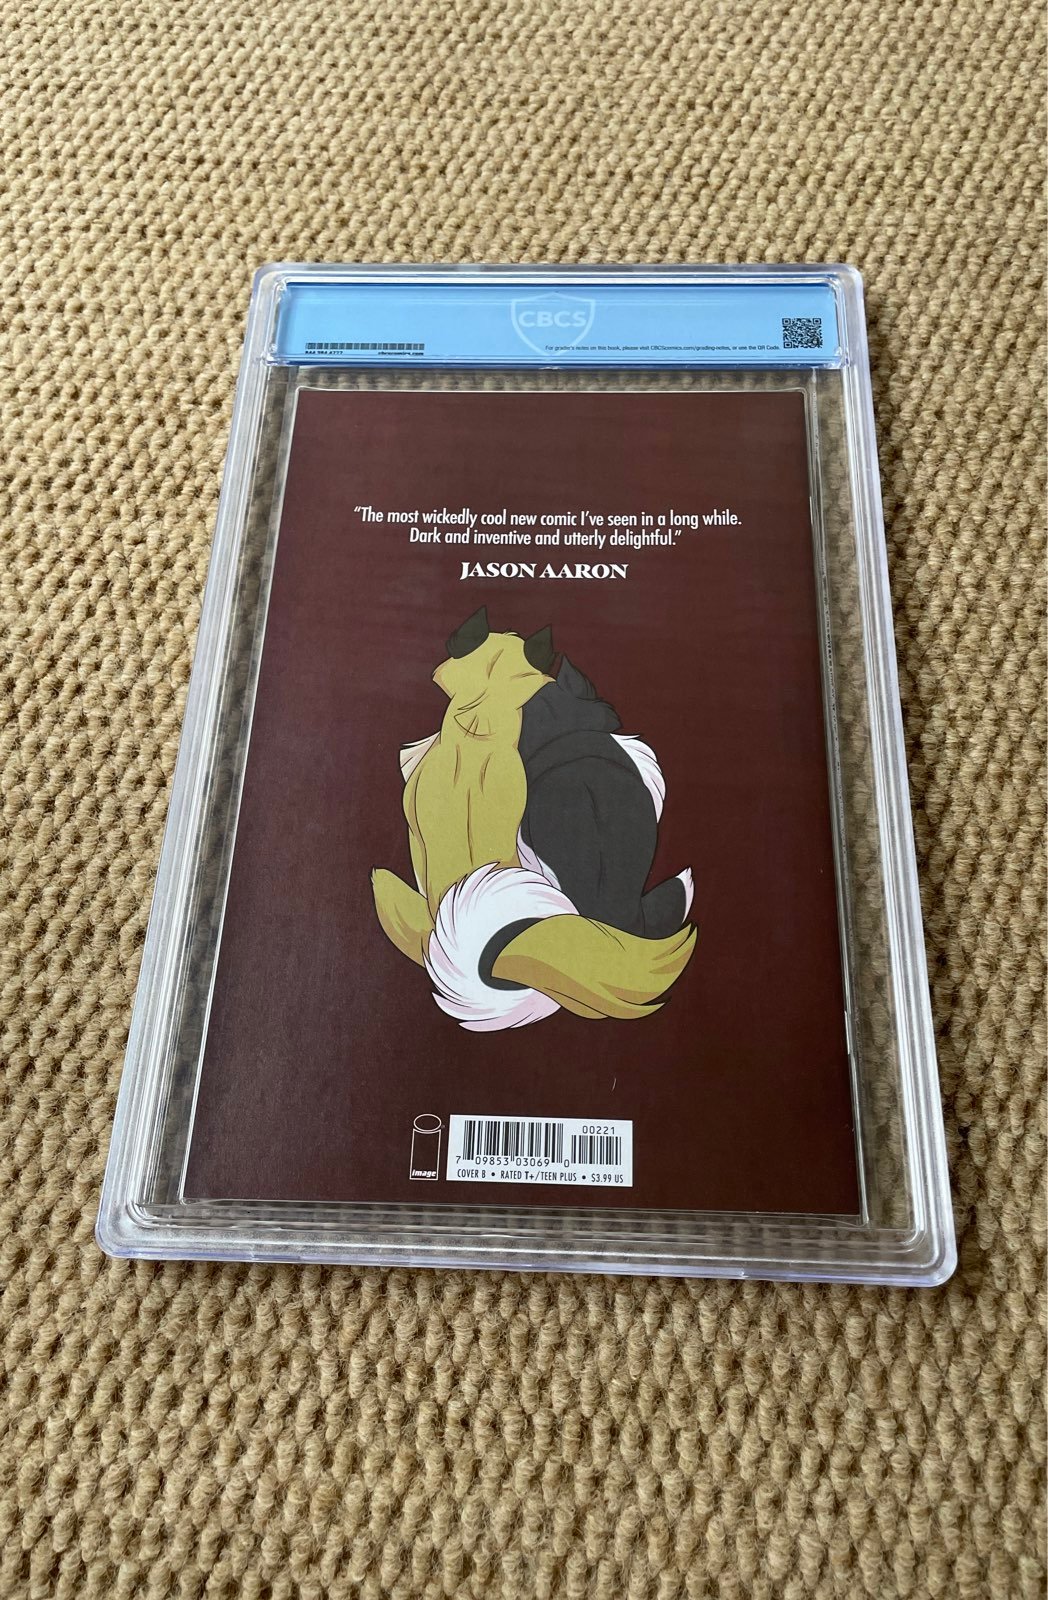 CBCS
For grader's notes on this book, please visit CBCScomics.com/grading-notes, or use the QR Code.
cbcscomics.com
“The most wickedly cool new comic I’ve seen in a long while.
Dark and inventive and utterly delightful.”
JASON AARON
image
00221
7 09853 03069 0
COVER B • RATED T+/TEEN PLUS • $3.99 US